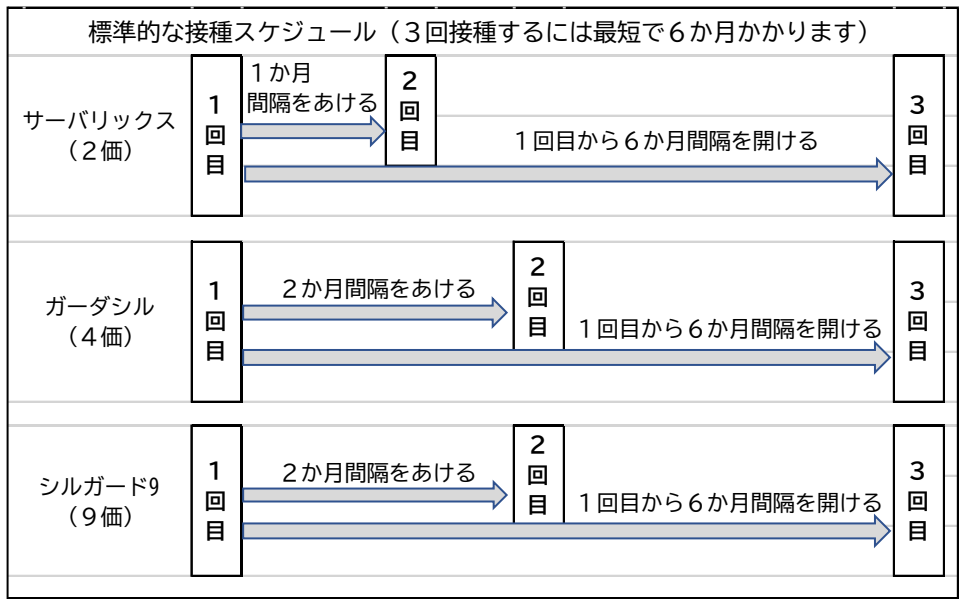 標準的な接種スケジュール（３回接種するには最短で６か月かかります）
サーバリックス
（２価）
１回目
１か月
間隔をあける
２回目
１回目から６か月間隔を開ける
３回目
ガーダシル
（４価）
１回目
２か月間隔をあける
２回目
１回目から６か月間隔を開ける
３回目
シルガード9
（９価）
１回目
２か月間隔をあける
２回目
１回目から６か月間隔を開ける
３回目